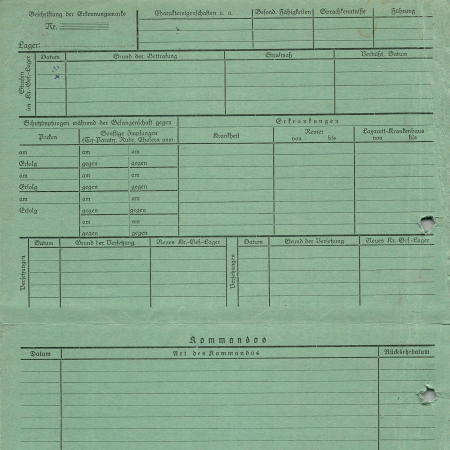 Beschriftung der Erkennungsmarke
Nr.
Lager:
Charaktereigenschaften u. a.
Besond. Fähigkeiten
Sprachkenntnisse
Führung
Strafen im Kr.-Gef.-Lager
Datum
Grund der Bestrafung
Strafmaß
Verbüßt, Datum
Schutzimpfungen während der Gefangenschaft gegen
Erkrankungen
Pocken
Sonstige Impfungen
(Ty.-Paratyp. Ruhr, Cholera usw.)
Krankheit
Revier
von bis
Lazarett-Krankenhaus
von bis
am am am
Erfolg gegen gegen
am am am
Erfolg gegen gegen
am am am
Erfolg gegen gegen
am am
gegen gegen
Versetzungen
Datum
Grund der Versetzung
Neues Kr.-Gef.-Lager
Versetzungen
Datum
Grund der Versetzung
Neues Kr.-Gef.-Lager
Kommandos
Datum
Art des Kommandos
Rückkehrdatum